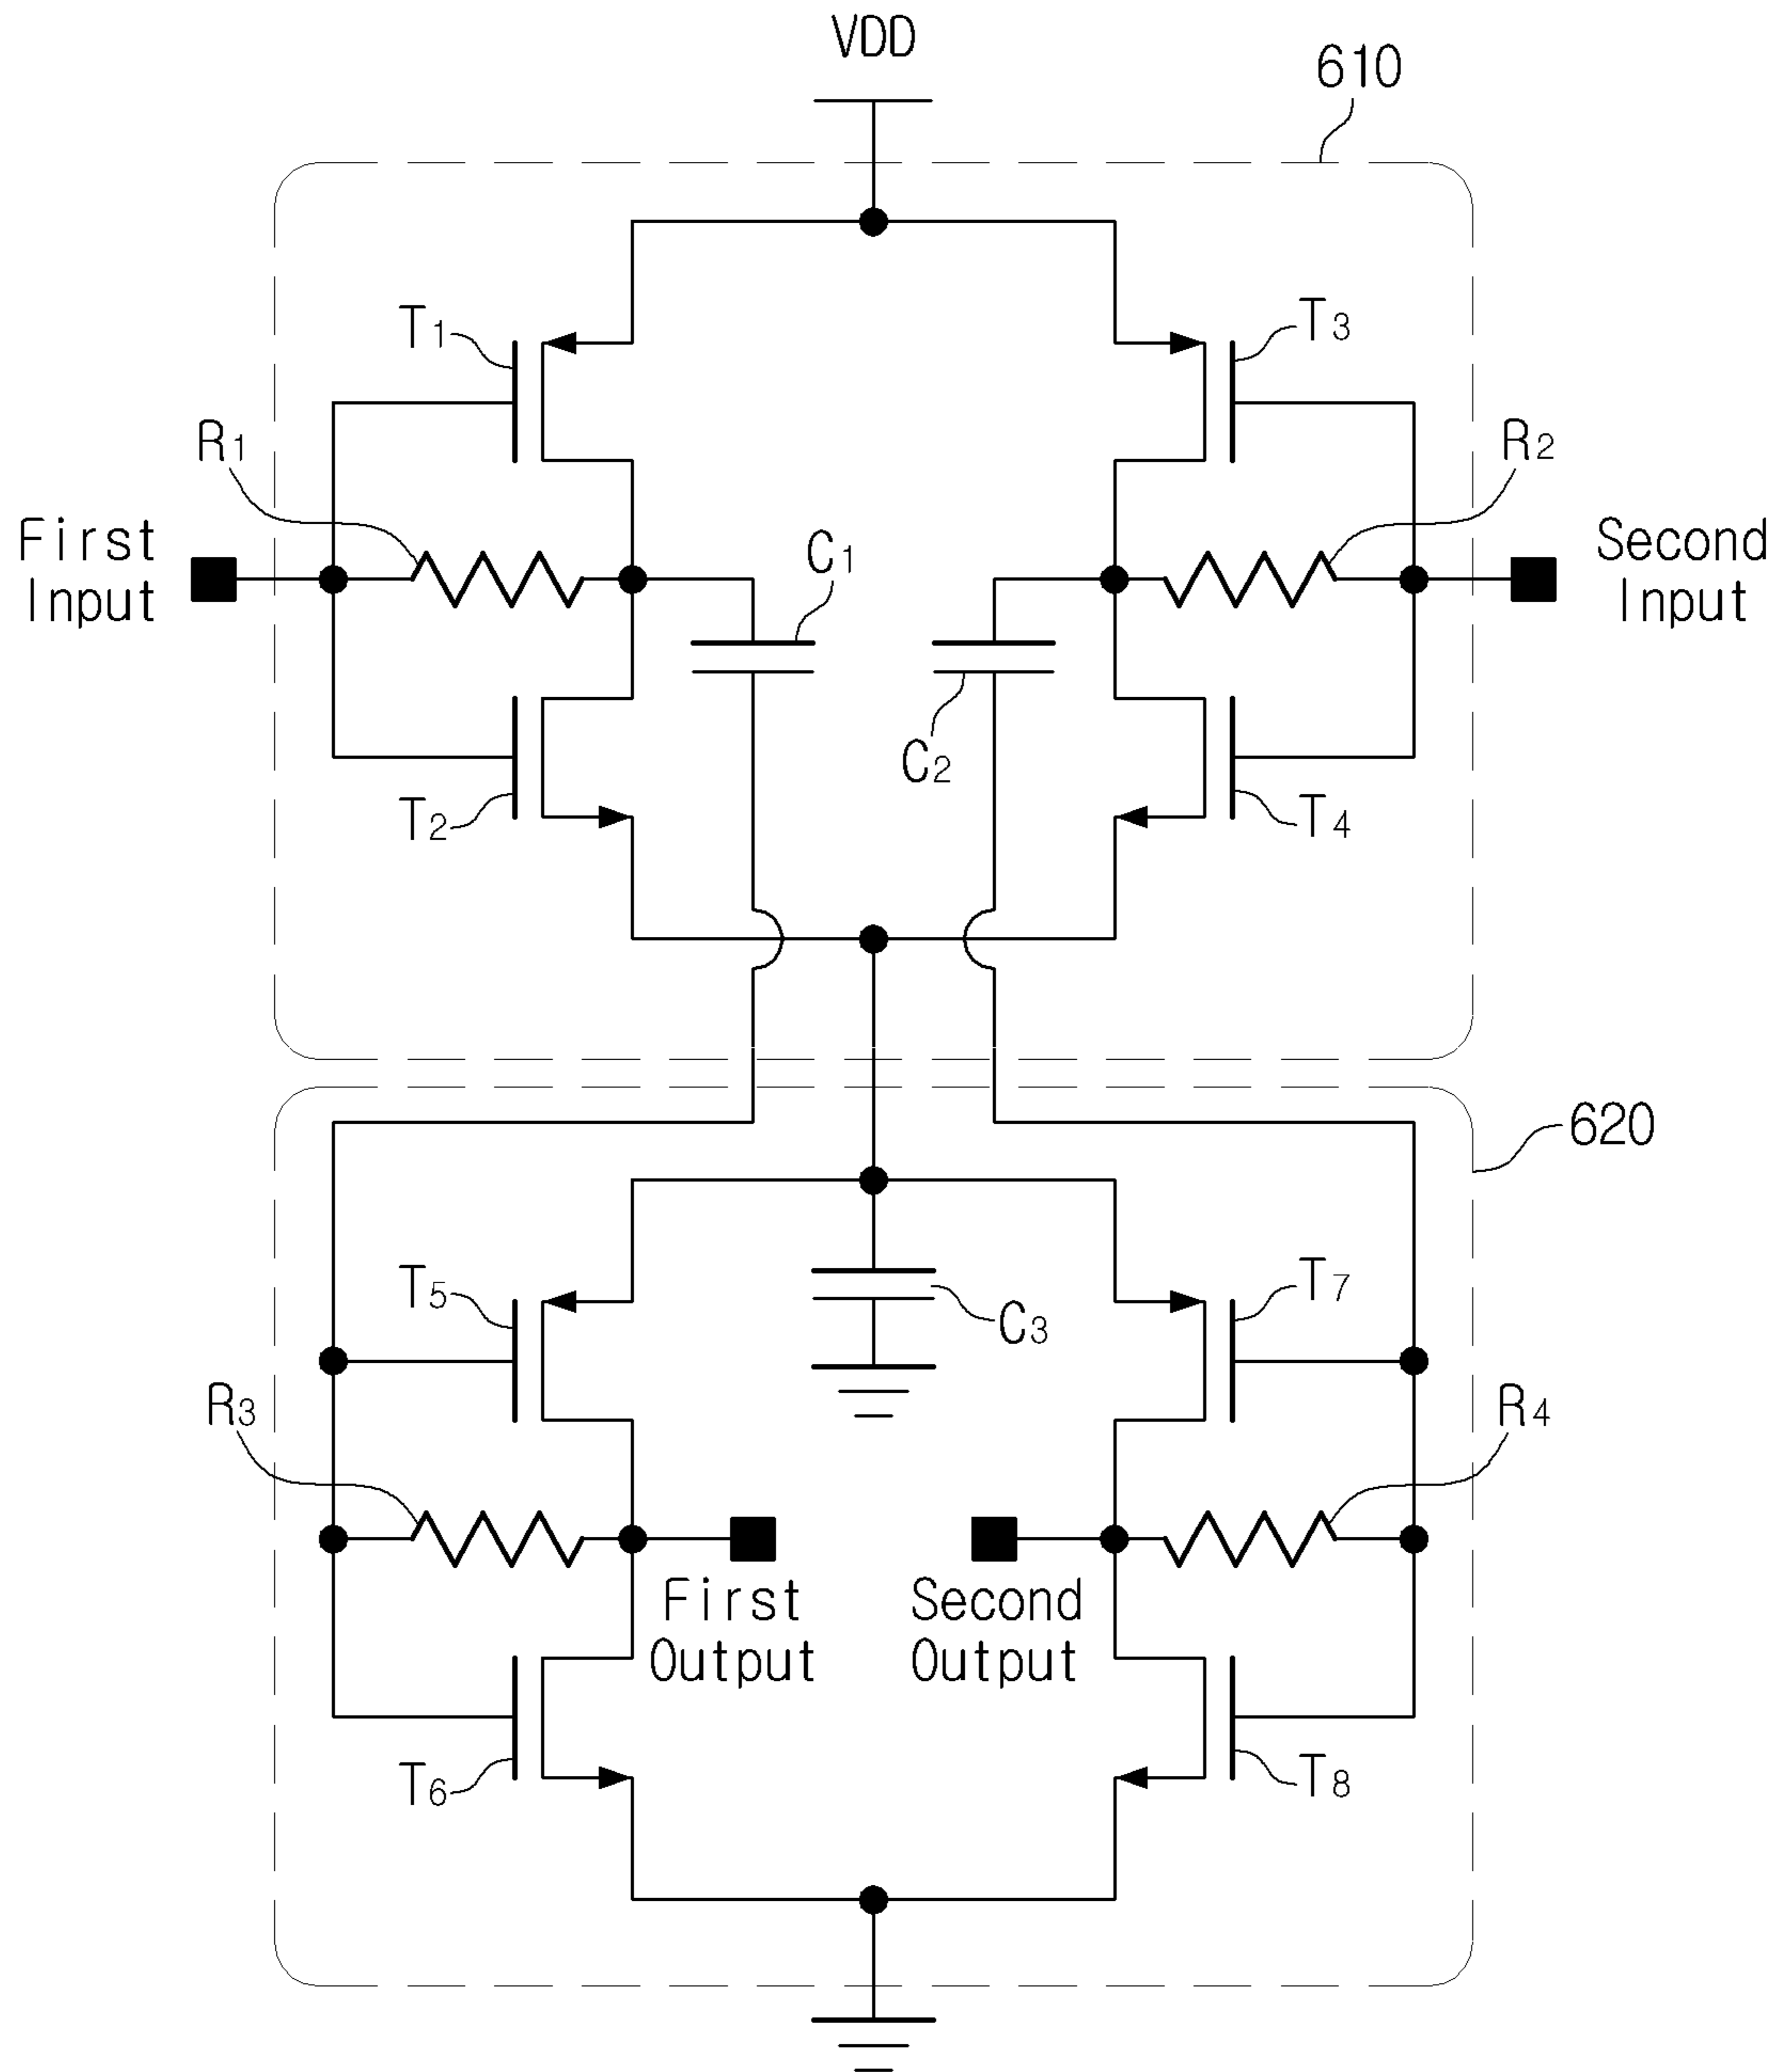 VDD
610
T1
T3
R1
R2
First
Input
C1
Second
Input
C2
T2
T4
620
T5
T7
C3
R3
R4
First
Output
Second
Output
T6
T8